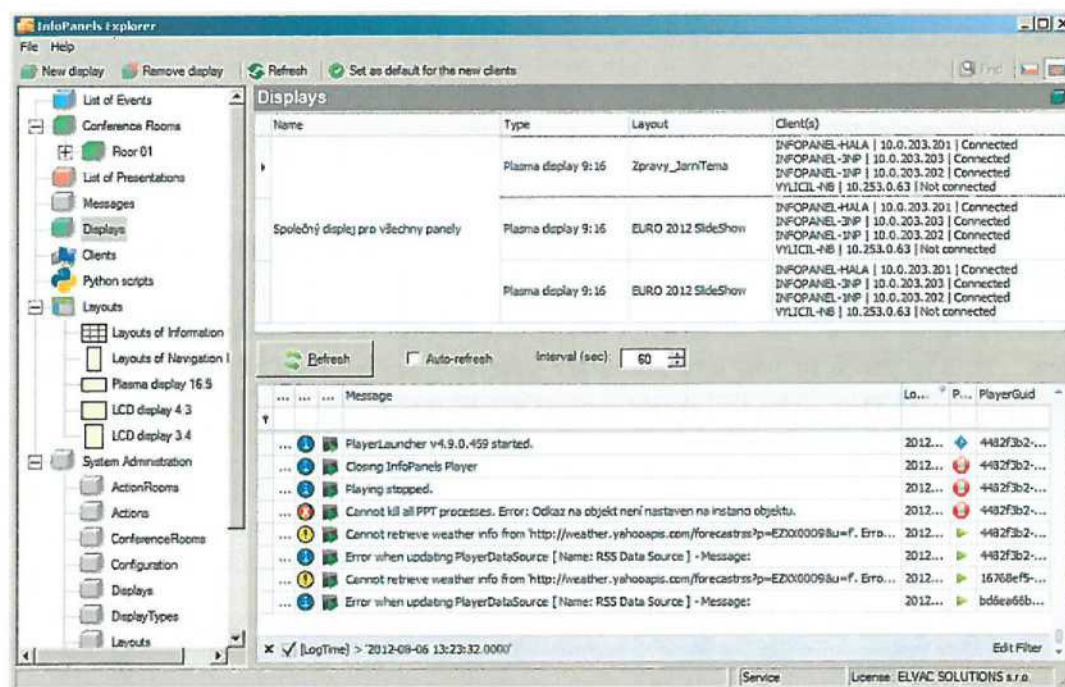 InfoPanels Explorer
File Help
New display Remove display Refresh Set as default for the new clients Find
List of Events
Conference Rooms
Floor 01
List of Presentations
Messages
Displays
Clients
Python scripts
Layouts
Layouts of Information
Layouts of Navigation
Plasma display 16:9
LCD display 4:3
LCD display 3:4
System Administration
ActionRooms
Actions
ConferenceRooms
Configuration
Displays
DisplayTypes
Layouts
Displays
Name Type Layout Client(s)
Společný displej pro všechny panely
Plasma display 9:16 Zpravy_JarniTema
INFOPANEL-HALA | 10.0.203.201 | Connected
INFOPANEL-3NP | 10.0.203.203 | Connected
INFOPANEL-1NP | 10.0.203.202 | Connected
VYLICIL-NB | 10.253.0.63 | Not connected
Plasma display 9:16 EURO 2012 SlideShow
INFOPANEL-HALA | 10.0.203.201 | Connected
INFOPANEL-3NP | 10.0.203.203 | Connected
INFOPANEL-1NP | 10.0.203.202 | Connected
VYLICIL-NB | 10.253.0.63 | Not connected
Plasma display 9:16 EURO 2012 SlideShow
INFOPANEL-HALA | 10.0.203.201 | Connected
INFOPANEL-3NP | 10.0.203.203 | Connected
INFOPANEL-1NP | 10.0.203.202 | Connected
VYLICIL-NB | 10.253.0.63 | Not connected
Refresh Auto-refresh Interval (sec): 60
... ... ... Message Lo... P... PlayerGuid
... PlayerLauncher v4.9.0.459 started. 2012... 4482f3b2-...
... Closing InfoPanels Player 2012... 4482f3b2-...
... Playing stopped. 2012... 4482f3b2-...
... Cannot kill all PPT processes. Error: Odkaz na objekt není nastaven na instanci objektu. 2012... 4482f3b2-...
... Cannot retrieve weather info from 'http://weather.yahooapis.com/forecastrss?p=EZXX0009&u=f'. Erro... 2012... 4482f3b2-...
... Error when updating PlayerDataSource [ Name: RSS Data Source ] - Message: 2012... 4482f3b2-...
... Cannot retrieve weather info from 'http://weather.yahooapis.com/forecastrss?p=EZXX0009&u=f'. Erro... 2012... 16768ef5-...
... Error when updating PlayerDataSource [ Name: RSS Data Source ] - Message: 2012... bd6ea66b...
[LogTime] > '2012-08-06 13:23:32.0000' Edit Filter
Service License: ELVAC SOLUTIONS s.r.o.